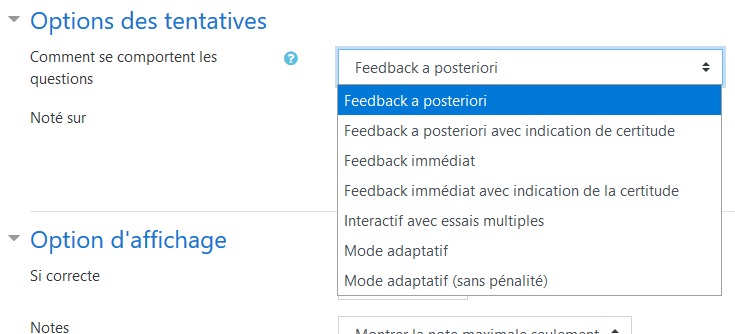 Options des tentatives
Comment se comportent les
questions
Feedback a posteriori
Feedback a posteriori
Feedback a posteriori avec indication de certitude
Feedback immédiat
Feedback immédiat avec indication de la certitude
Interactif avec essais multiples
Mode adaptatif
Mode adaptatif (sans pénalité)
Noté sur
Option d'affichage
Si correcte
Notes
Montrer la note maximale seulement